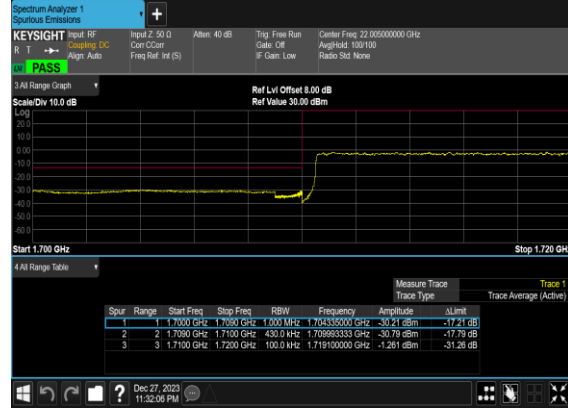 Spectrum Analyzer 1
Spurious Emissions
+
KEYSIGHT Input: RF Input Z: 50 Ω Atten: 40 dB Trig: Free Run Center Freq: 22.005000000 GHz
R T Coupling: DC Corr CCorr Gate: Off Avg|Hold: 100/100
Align: Auto Freq Ref: Int (S) IF Gain: Low Radio Std: None
PASS
3 All Range Graph
Ref Lvl Offset 8.00 dB
Scale/Div 10.0 dB Ref Value 30.00 dBm
Log
20.0
10.0
0.00
-10.0
-20.0
-30.0
-40.0
-50.0
-60.0
Start 1.700 GHz Stop 1.720 GH
4 All Range Table
Measure Trace Trace 1
Trace Type Trace Average (Active)
Spur Range Start Freq Stop Freq RBW Frequency Amplitude ΔLimit
1 1 1.7000 GHz 1.7090 GHz 1.000 MHz 1.704335000 GHz -30.21 dBm -17.21 dB
2 2 1.7090 GHz 1.7100 GHz 430.0 kHz 1.709993333 GHz -30.79 dBm -17.79 dB
3 3 1.7100 GHz 1.7200 GHz 100.0 kHz 1.719100000 GHz -1.261 dBm -31.26 dB
? Dec 27, 2023
11:32:06 PM